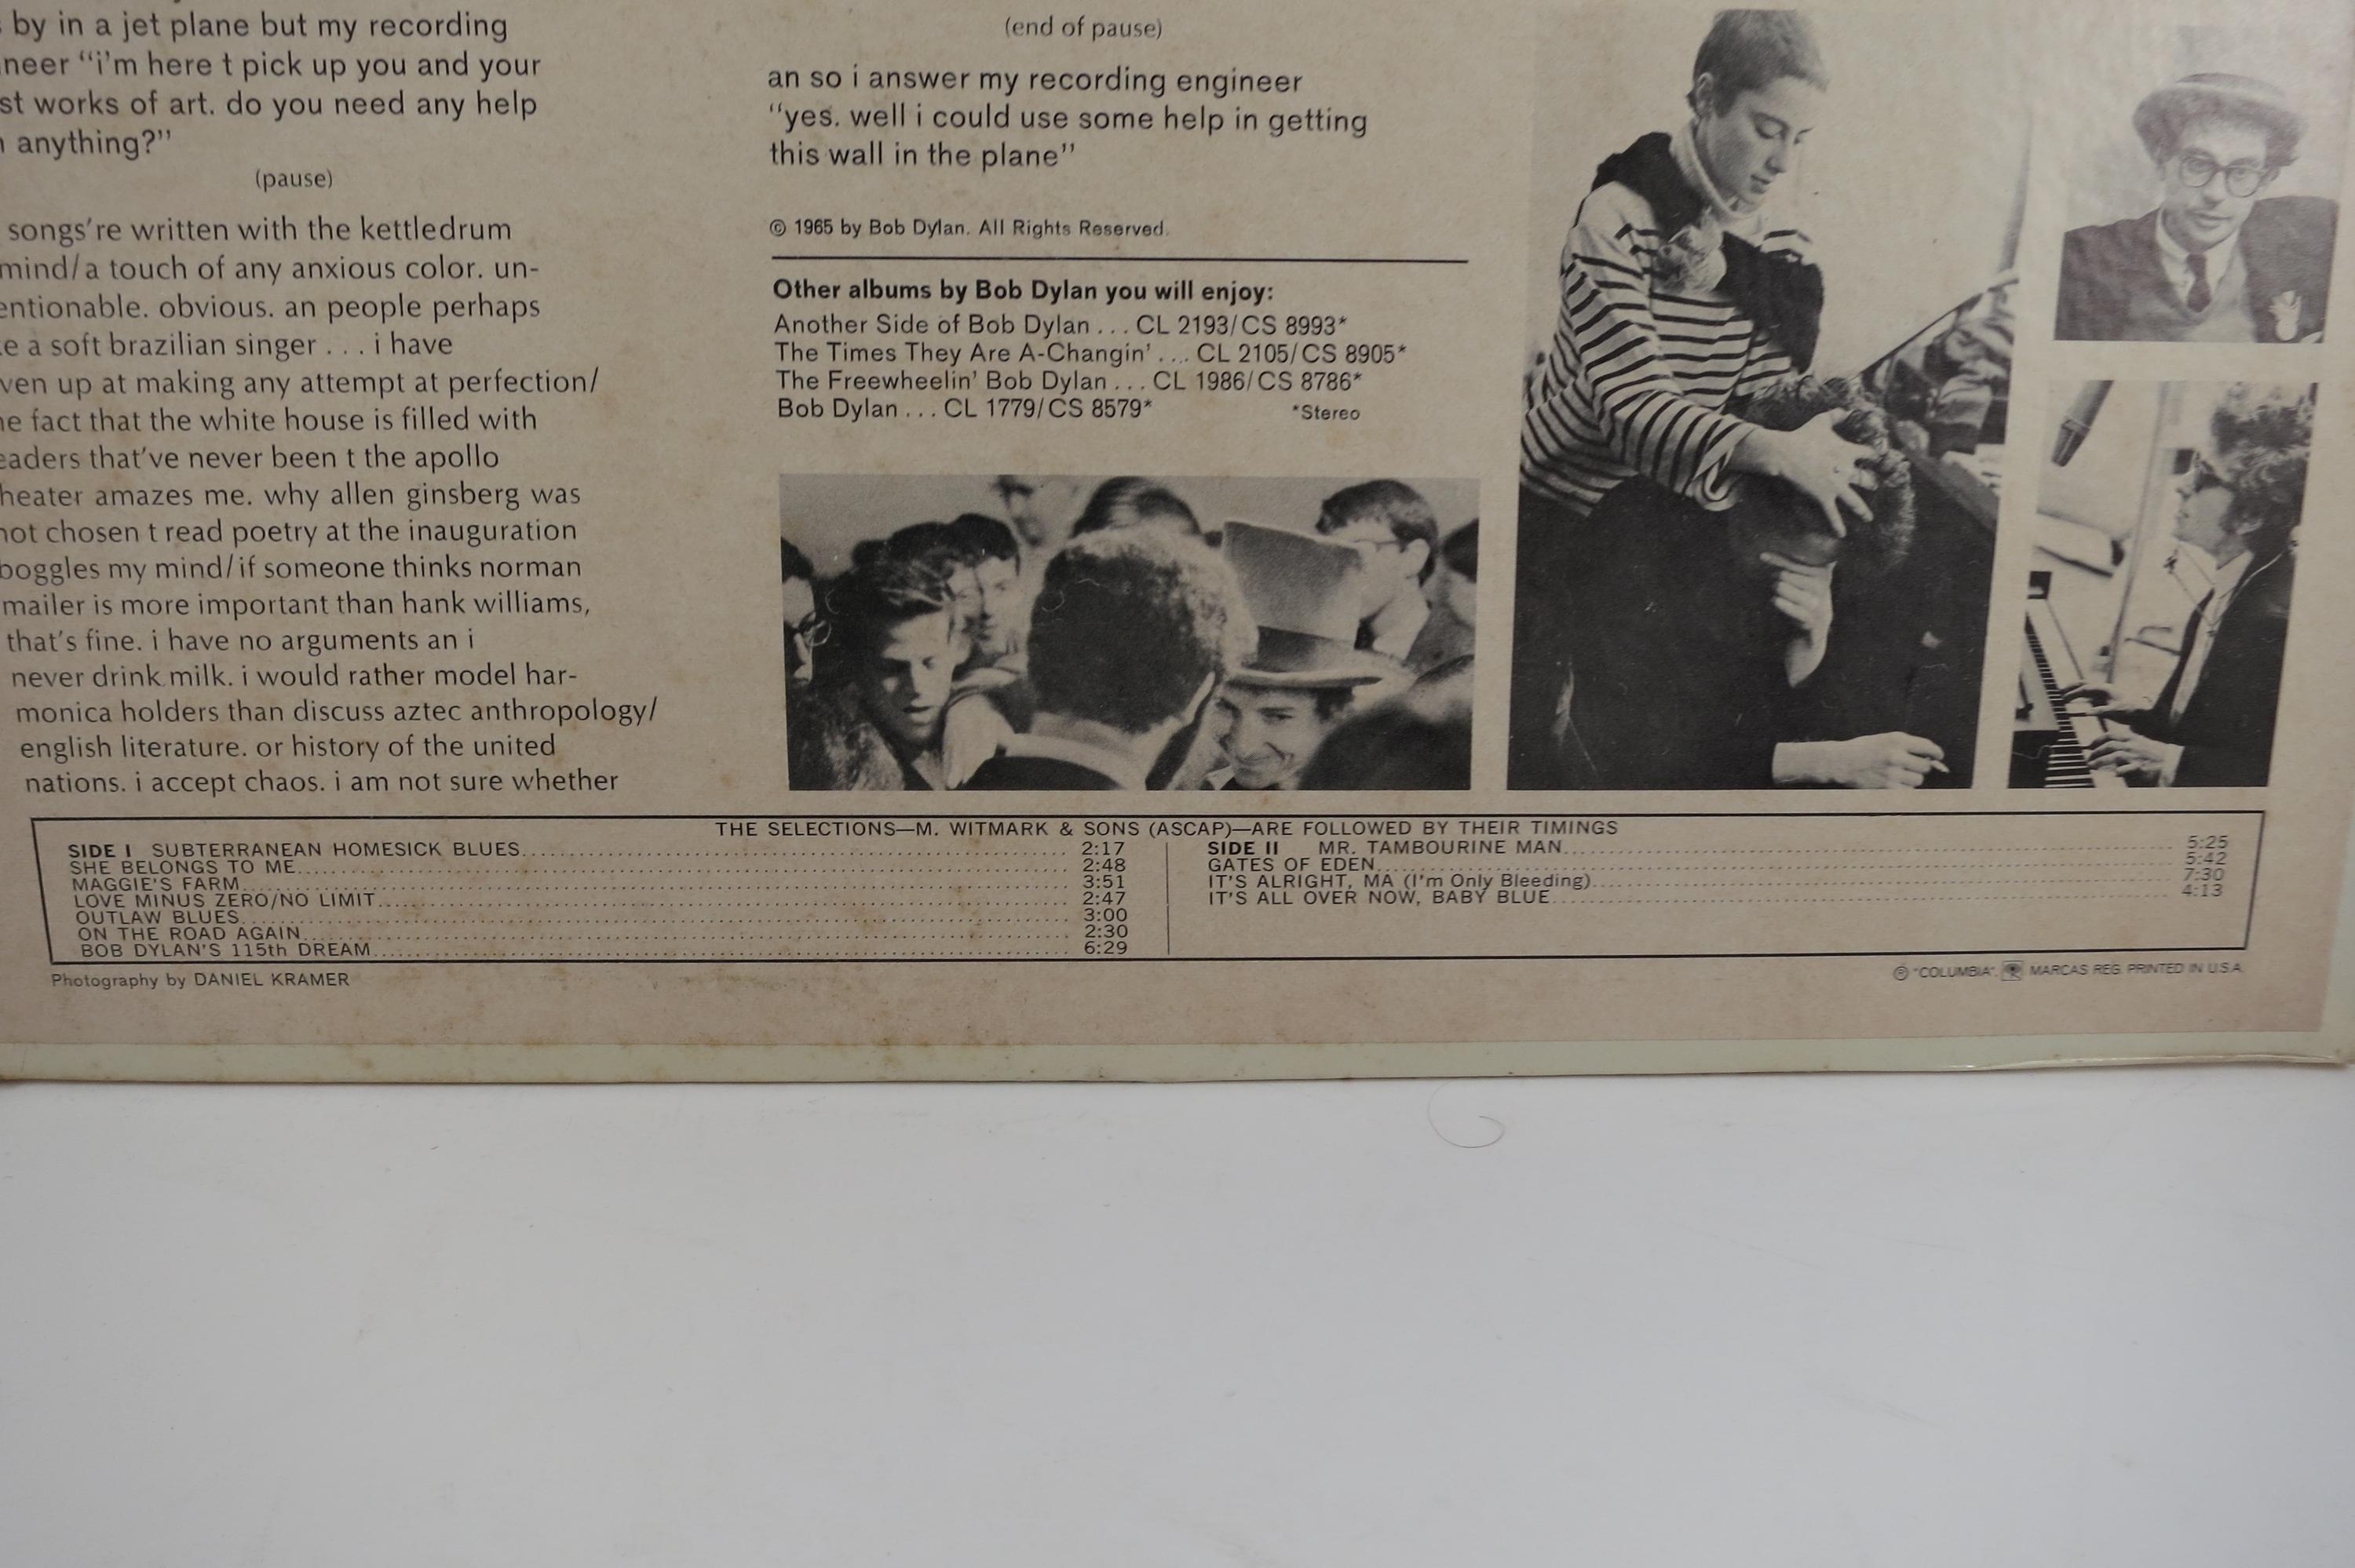 by in a jet plane but my recording
"i'm here t pick up you and your
works of art. do you need any help
anything?"
(pause)
songs're written with the kettledrum
mind/a touch of any anxious color. un-
obvious. an people perhaps
a soft brazilian singer . . . i have
up at making any attempt at perfection/
fact that the white house is filled with
that've never been t the apollo
heater amazes me. why allen ginsberg was
not chosen t read poetry at the inauguration
boggles my mind/if someone thinks norman
mailer is more important than hank williams,
that's fine. i have no arguments an i
never drink milk. i would rather model har-
monica holders than discuss aztec anthropology/
english literature. or history of the united
nations. i accept chaos. i am not sure whether
(end of pause)
an so i answer my recording engineer
"yes. well i could use some help in getting
this wall in the plane"
© 1965 by Bob Dylan. All Rights Reserved.
Other albums by Bob Dylan you will enjoy:
Another Side of Bob Dylan . . . CL 2193/CS 8993*
The Times They Are A-Changin' . . . CL 2105/CS 8905*
The Freewheelin' Bob Dylan . . . CL 1986/CS 8786*
Bob Dylan . . . CL 1779/CS 8579* *Stereo
THE SELECTIONS—M. WITMARK & SONS (ASCAP)—ARE FOLLOWED BY THEIR TIMINGS
SIDE I SUBTERRANEAN HOMESICK BLUES 2:17
SHE BELONGS TO ME 2:48
MAGGIE'S FARM 3:51
LOVE MINUS ZERO/NO LIMIT 2:47
OUTLAW BLUES 3:00
ON THE ROAD AGAIN 2:30
BOB DYLAN'S 115th DREAM 6:29
SIDE II MR. TAMBOURINE MAN 5:25
GATES OF EDEN 5:42
IT'S ALRIGHT, MA (I'm Only Bleeding) 7:30
IT'S ALL OVER NOW, BABY BLUE 4:13
Photography by DANIEL KRAMER
"COLUMBIA", MARCAS REG. PRINTED IN U.S.A.